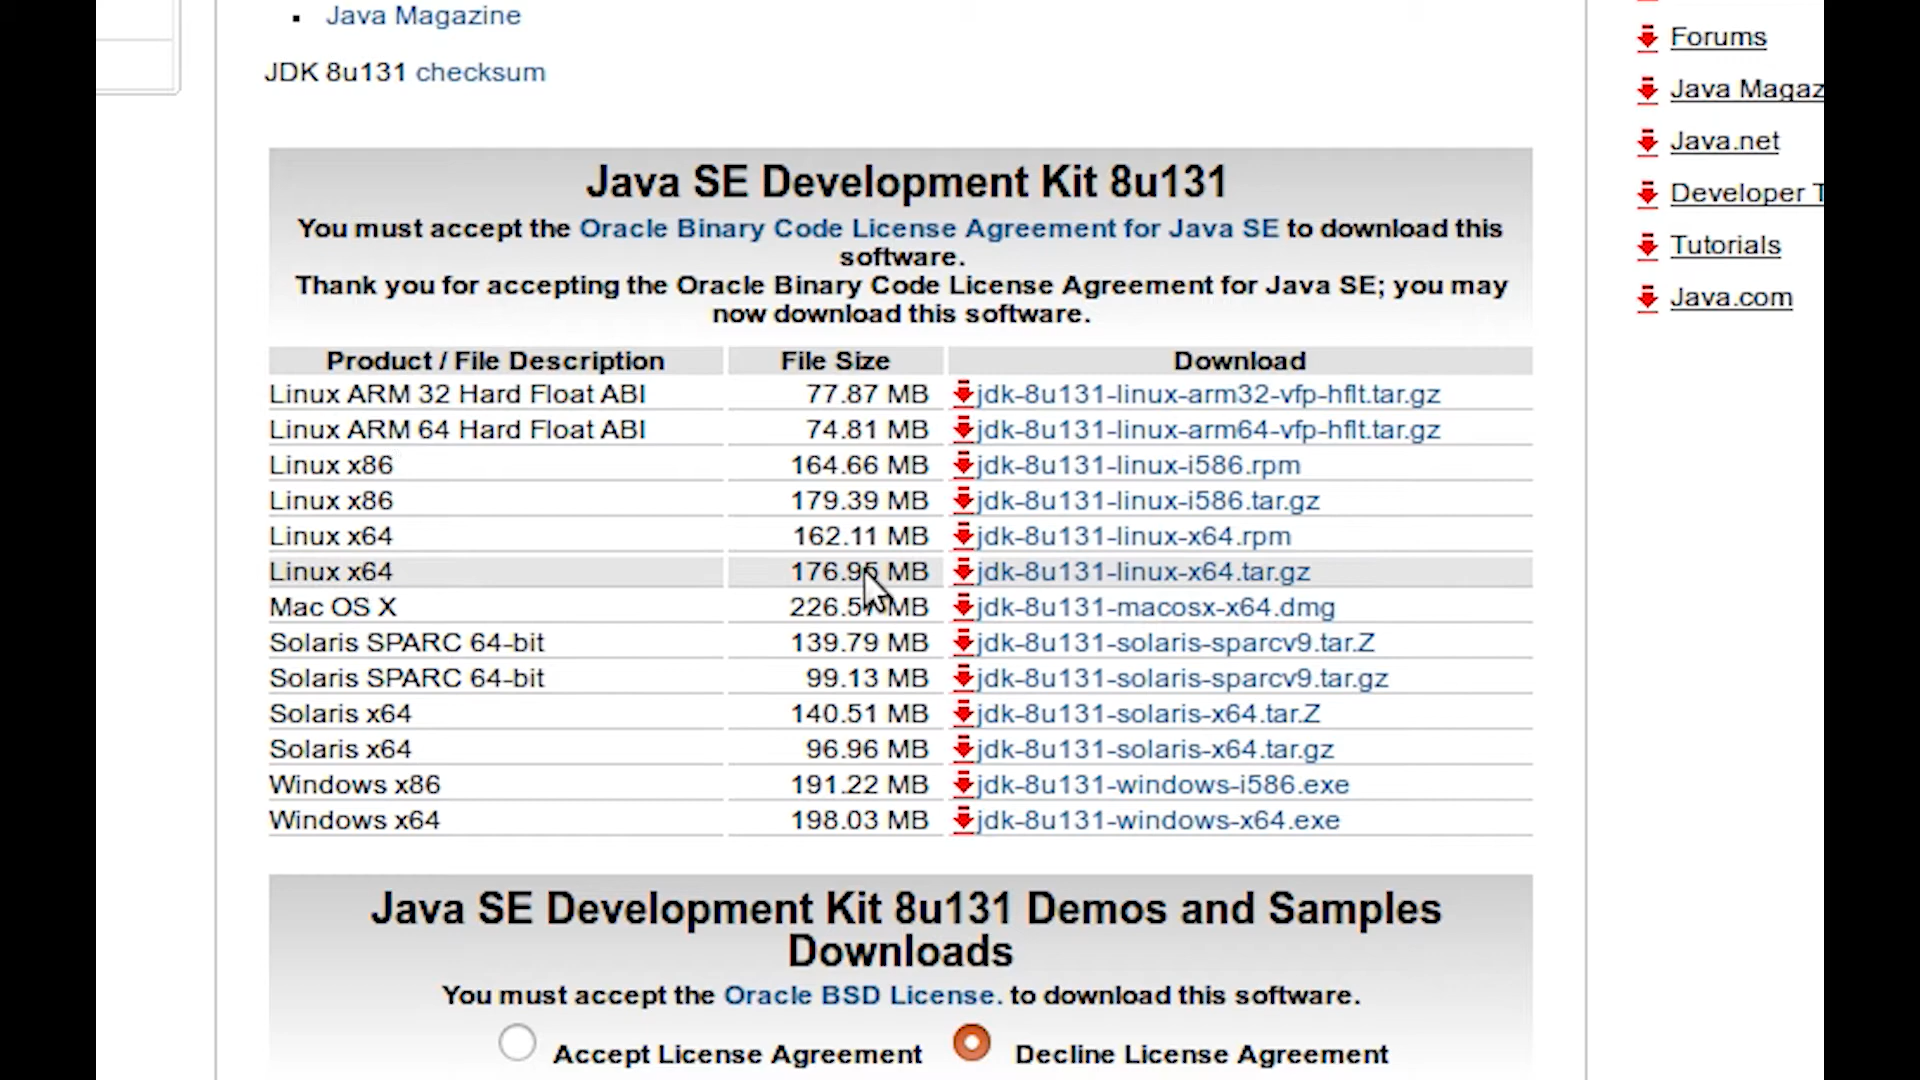 Java Magazine
JDK 8u131 checksum
Java SE Development Kit 8u131
You must accept the Oracle Binary Code License Agreement for Java SE to download this
software.
Thank you for accepting the Oracle Binary Code License Agreement for Java SE; you may
now download this software.
Product / File Description File Size Download
Linux ARM 32 Hard Float ABI 77.87 MB jdk-8u131-linux-arm32-vfp-hflt.tar.gz
Linux ARM 64 Hard Float ABI 74.81 MB jdk-8u131-linux-arm64-vfp-hflt.tar.gz
Linux x86 164.66 MB jdk-8u131-linux-i586.rpm
Linux x86 179.39 MB jdk-8u131-linux-i586.tar.gz
Linux x64 162.11 MB jdk-8u131-linux-x64.rpm
Linux x64 176.95 MB jdk-8u131-linux-x64.tar.gz
Mac OS X MB jdk-8u131-macosx-x64.dmg
Solaris SPARC 64-bit 139.79 MB jdk-8u131-solaris-sparcv9.tar.Z
Solaris SPARC 64-bit 99.13 MB jdk-8u131-solaris-sparcv9.tar.gz
Solaris x64 140.51 MB jdk-8u131-solaris-x64.tar.Z
Solaris x64 96.96 MB jdk-8u131-solaris-x64.tar.gz
Windows x86 191.22 MB jdk-8u131-windows-i586.exe
Windows x64 198.03 MB jdk-8u131-windows-x64.exe
Java SE Development Kit 8u131 Demos and Samples
Downloads
You must accept the Oracle BSD License. to download this software.
Accept License Agreement Decline License Agreement
Forums
Java Magaz
Java.net
Developer T
Tutorials
Java.com